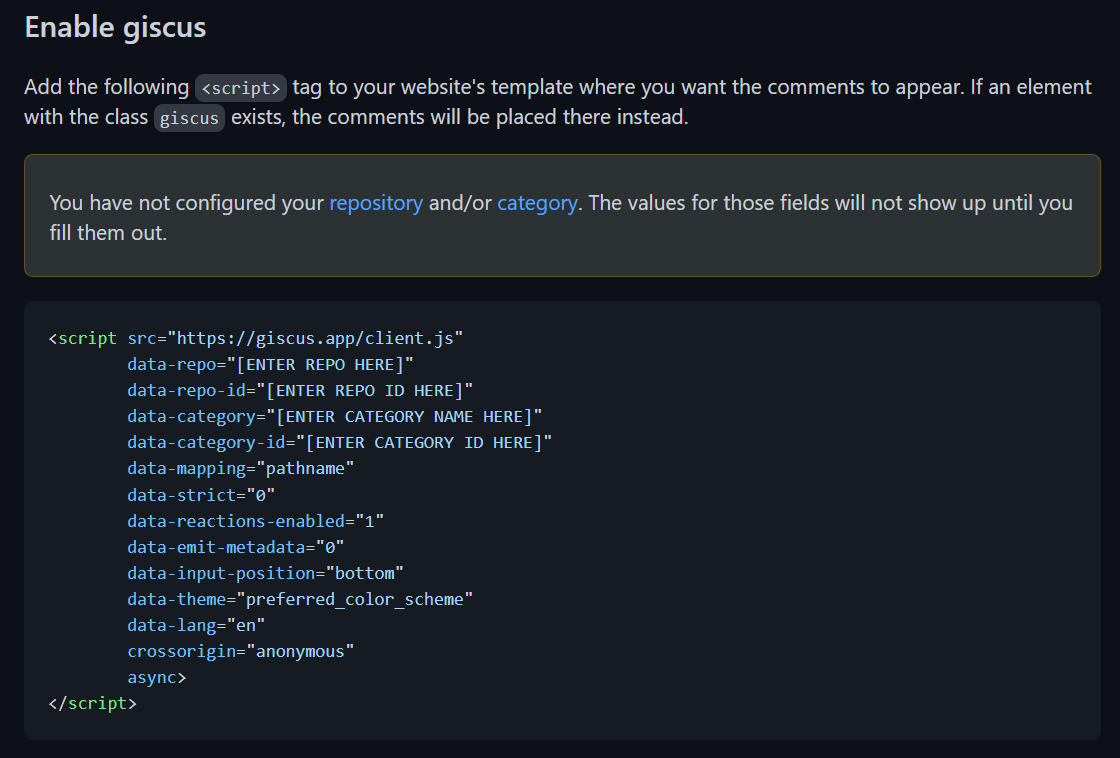 Enable giscus
Add the following <script> tag to your website's template where you want the comments to appear. If an element
with the class giscus exists, the comments will be placed there instead.
You have not configured your repository and/or category. The values for those fields will not show up until you
fill them out.
<script src="https://giscus.app/client.js"
        data-repo="[ENTER REPO HERE]"
        data-repo-id="[ENTER REPO ID HERE]"
        data-category="[ENTER CATEGORY NAME HERE]"
        data-category-id="[ENTER CATEGORY ID HERE]"
        data-mapping="pathname"
        data-strict="0"
        data-reactions-enabled="1"
        data-emit-metadata="0"
        data-input-position="bottom"
        data-theme="preferred_color_scheme"
        data-lang="en"
        crossorigin="anonymous"
        async>
</script>